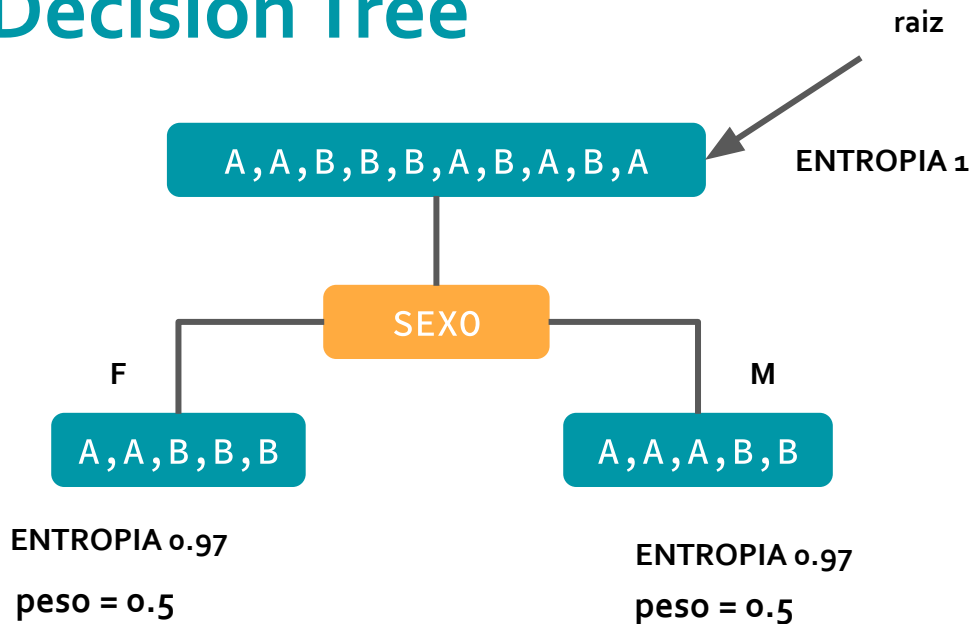 Decision Tree
raiz
A,A,B,B,B,A,B,A,B,A
ENTROPIA 1
SEXO
F
M
A,A,B,B,B
A,A,A,B,B
ENTROPIA 0.97
ENTROPIA 0.97
peso = 0.5
peso = 0.5